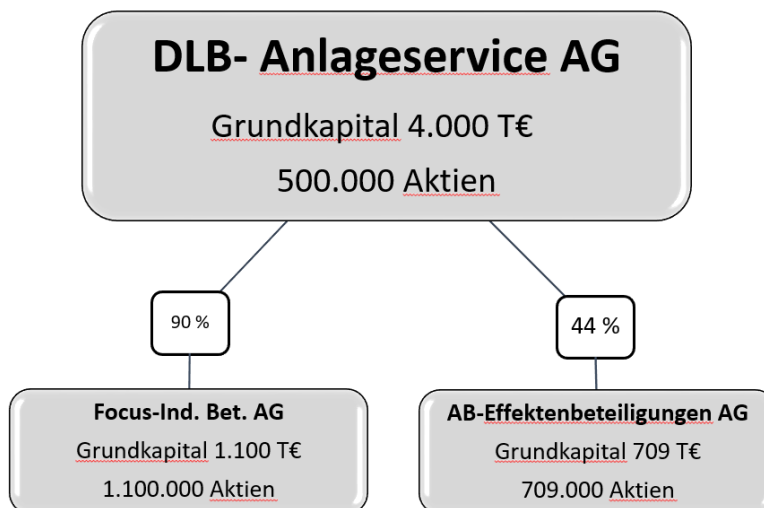 DLB- Anlageservice AG
Grundkapital 4.000 T€
500.000 Aktien
90 %
44 %
Focus-Ind. Bet. AG
Grundkapital 1.100 T€
1.100.000 Aktien
AB-Effektenbeteiligungen AG
Grundkapital 709 T€
709.000 Aktien